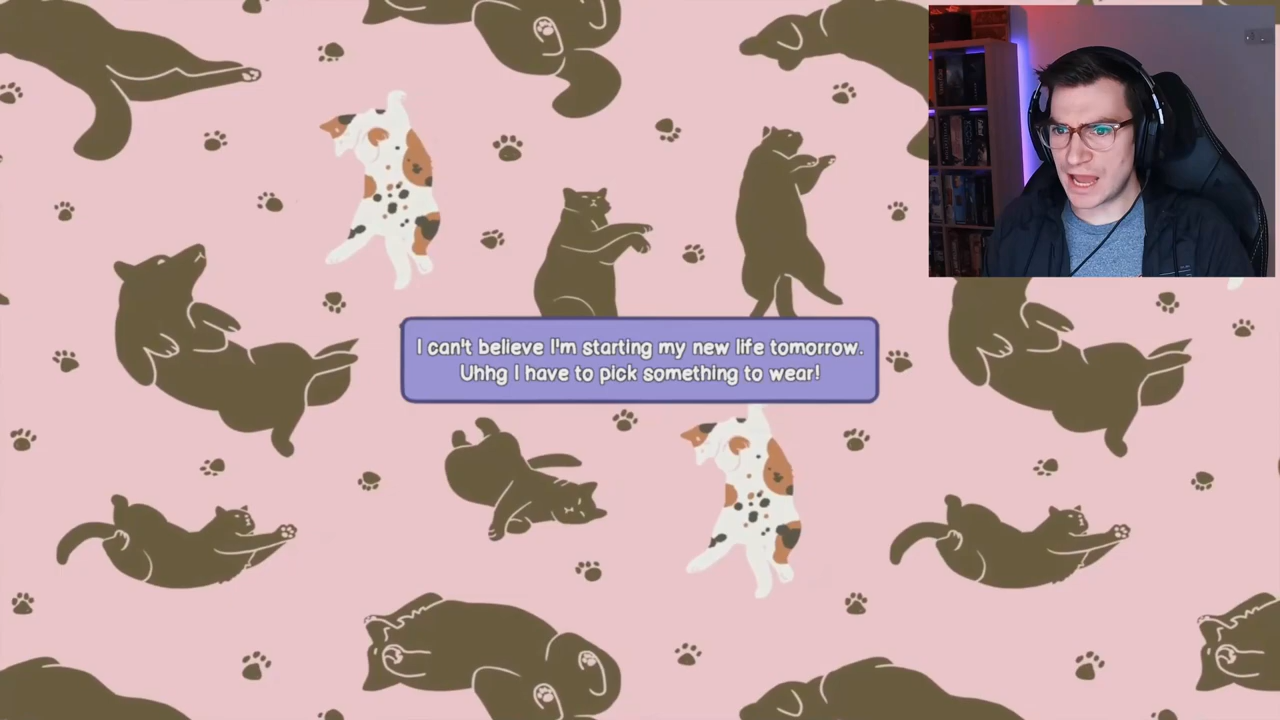 I can't believe I'm starting my new life tomorrow.
Uhhg I have to pick something to wear!